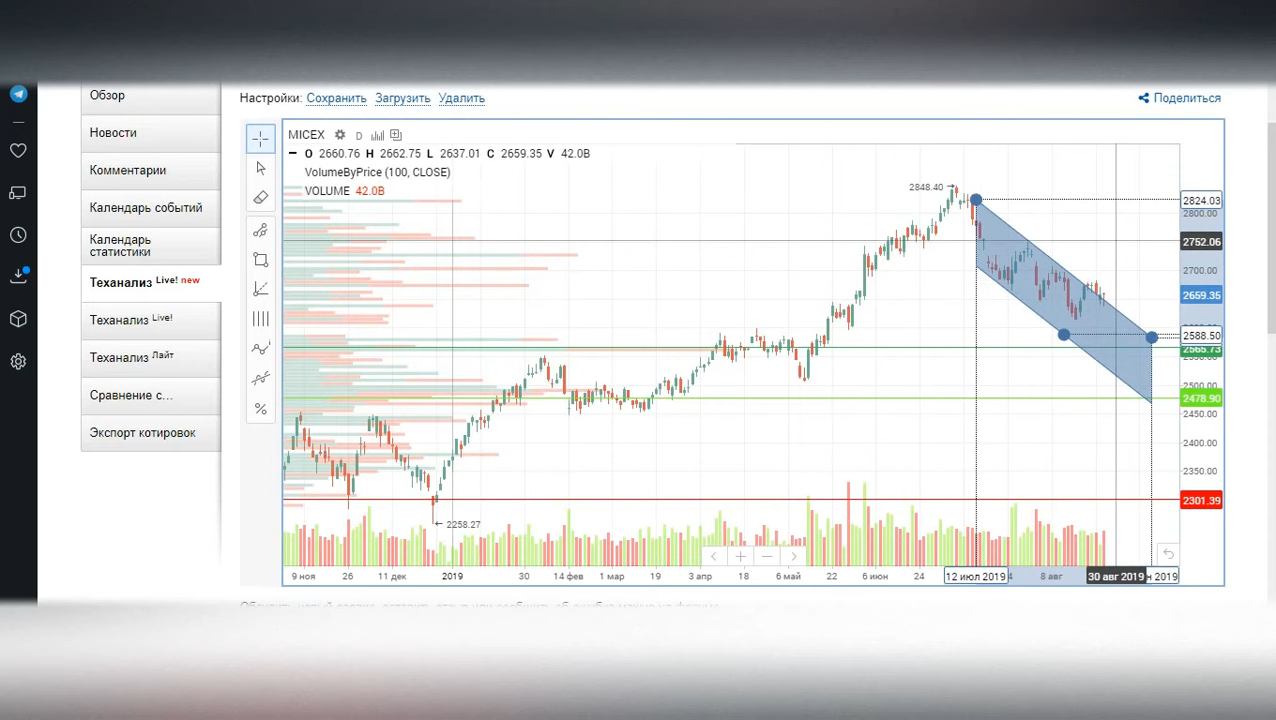 Обзор
Новости
Комментарии
Календарь событий
Календарь
статистики
Теханализ Live! new
Теханализ Live!
Теханализ Лайт
Сравнение с...
Экспорт котировок
Настройки: Сохранить Загрузить Удалить
Поделиться
MICEX D
O 2660.76 H 2662.75 L 2637.01 C 2659.35 V 42.0B
VolumeByPrice (100, CLOSE)
VOLUME 42.0B
2848.40
2258.27
2824.03
2800.00
2752.06
2700.00
2659.35
2588.50
2565.73
2500.00
2478.90
2450.00
2400.00
2350.00
2301.39
9 ноя 26 11 дек 2019 30 14 фев 1 мар 19 3 апр 18 6 май 22 6 июн 24 12 июл 2019 4 8 авг 30 авг 2019 н 2019